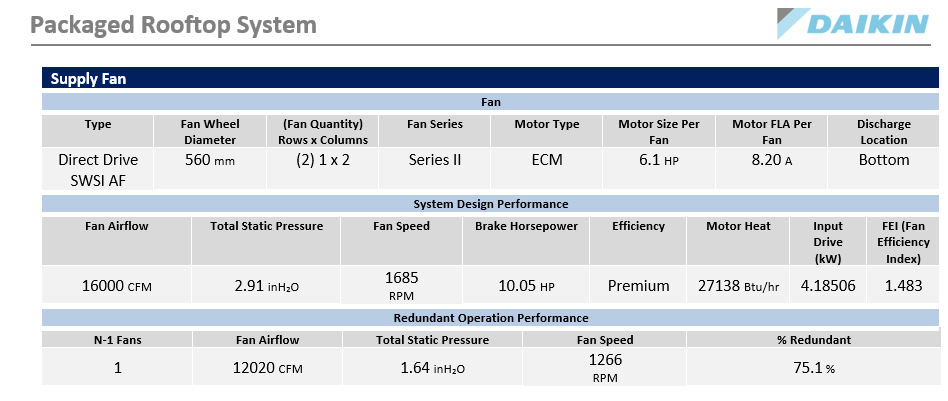 Packaged Rooftop System
DAIKIN
Supply Fan
Fan
Type Fan Wheel Diameter (Fan Quantity) Rows x Columns Fan Series Motor Type Motor Size Per Fan Motor FLA Per Fan Discharge Location
Direct Drive SWSI AF 560 mm (2) 1 x 2 Series II ECM 6.1 HP 8.20 A Bottom
System Design Performance
Fan Airflow Total Static Pressure Fan Speed Brake Horsepower Efficiency Motor Heat Input Drive (kW) FEI (Fan Efficiency Index)
16000 CFM 2.91 inH₂O 1685 RPM 10.05 HP Premium 27138 Btu/hr 4.18506 1.483
Redundant Operation Performance
N-1 Fans Fan Airflow Total Static Pressure Fan Speed % Redundant
1 12020 CFM 1.64 inH₂O 1266 RPM 75.1 %